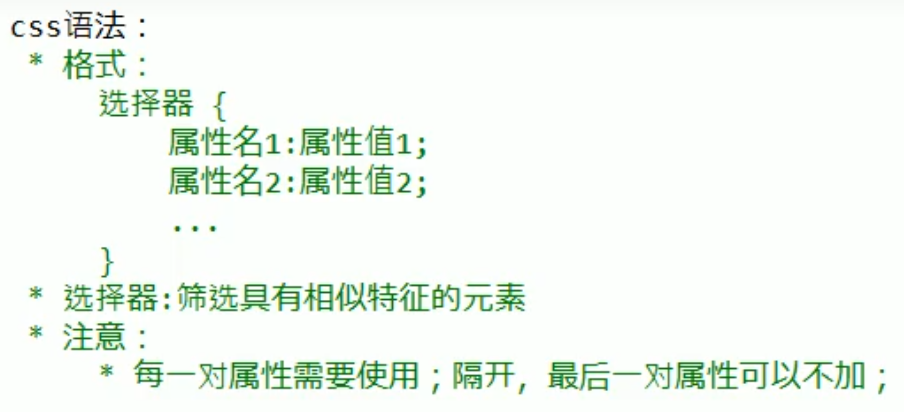 css语法：
* 格式：
选择器 {
属性名1:属性值1;
属性名2:属性值2;
...
}
* 选择器:筛选具有相似特征的元素
* 注意：
* 每一对属性需要使用；隔开，最后一对属性可以不加；